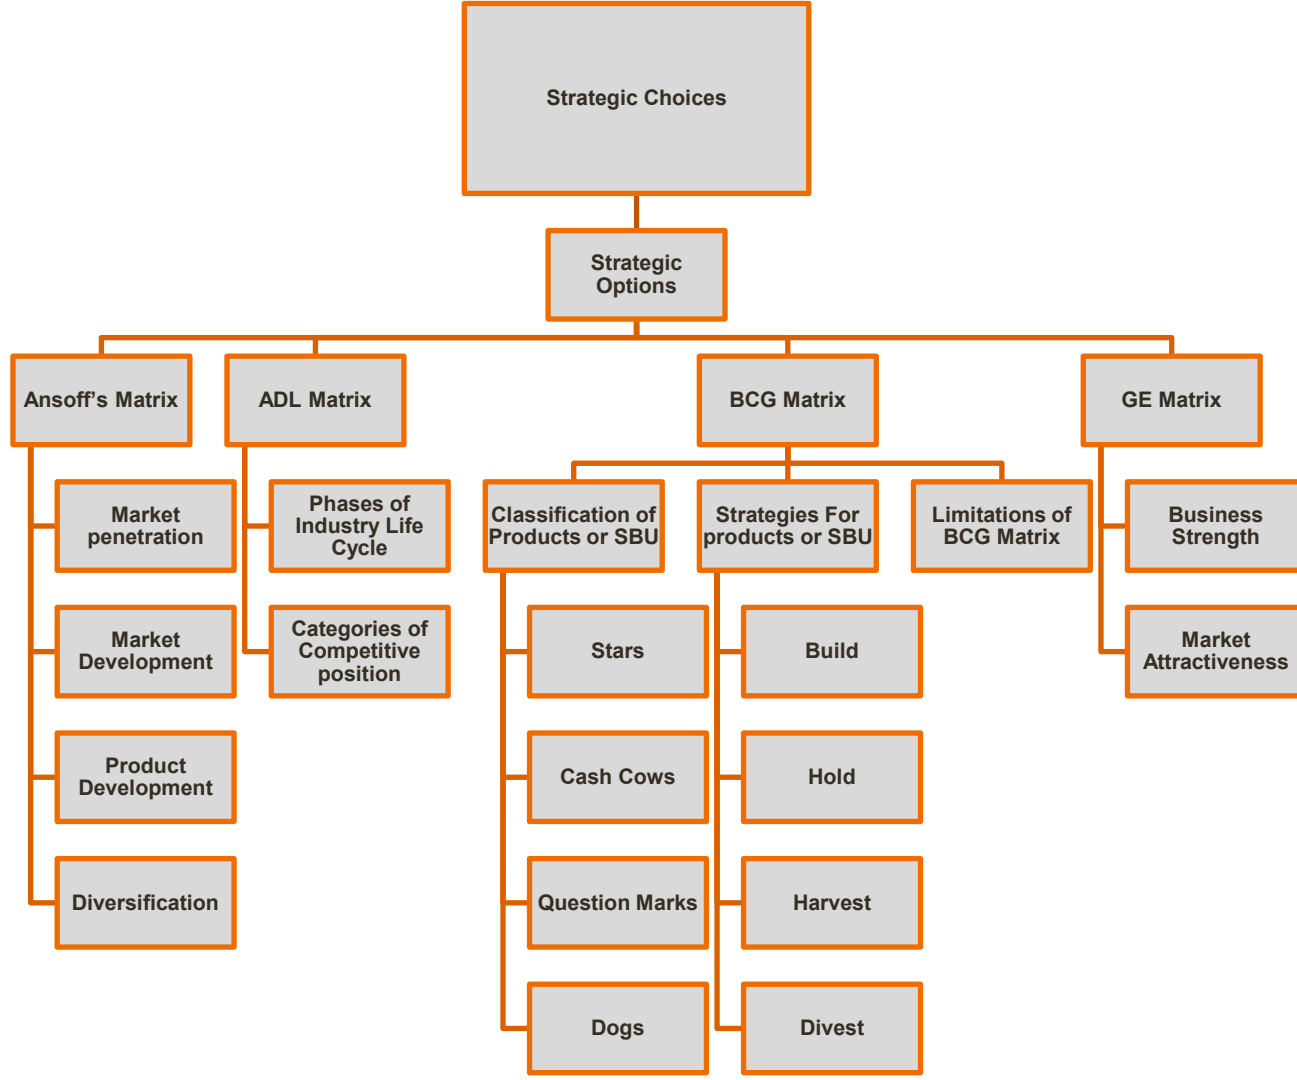 Strategic Choices
Strategic
Options
Ansoff's Matrix
ADL Matrix
BCG Matrix
GE Matrix
Market
penetration
Phases of
Industry Life
Cycle
Classification of
Products or SBU
Strategies For
products or SBU
Limitations of
BCG Matrix
Business
Strength
Market
Development
Categories of
Competitive
position
Stars
Build
Market
Attractiveness
Product
Development
Cash Cows
Hold
Diversification
Question Marks
Harvest
Dogs
Divest